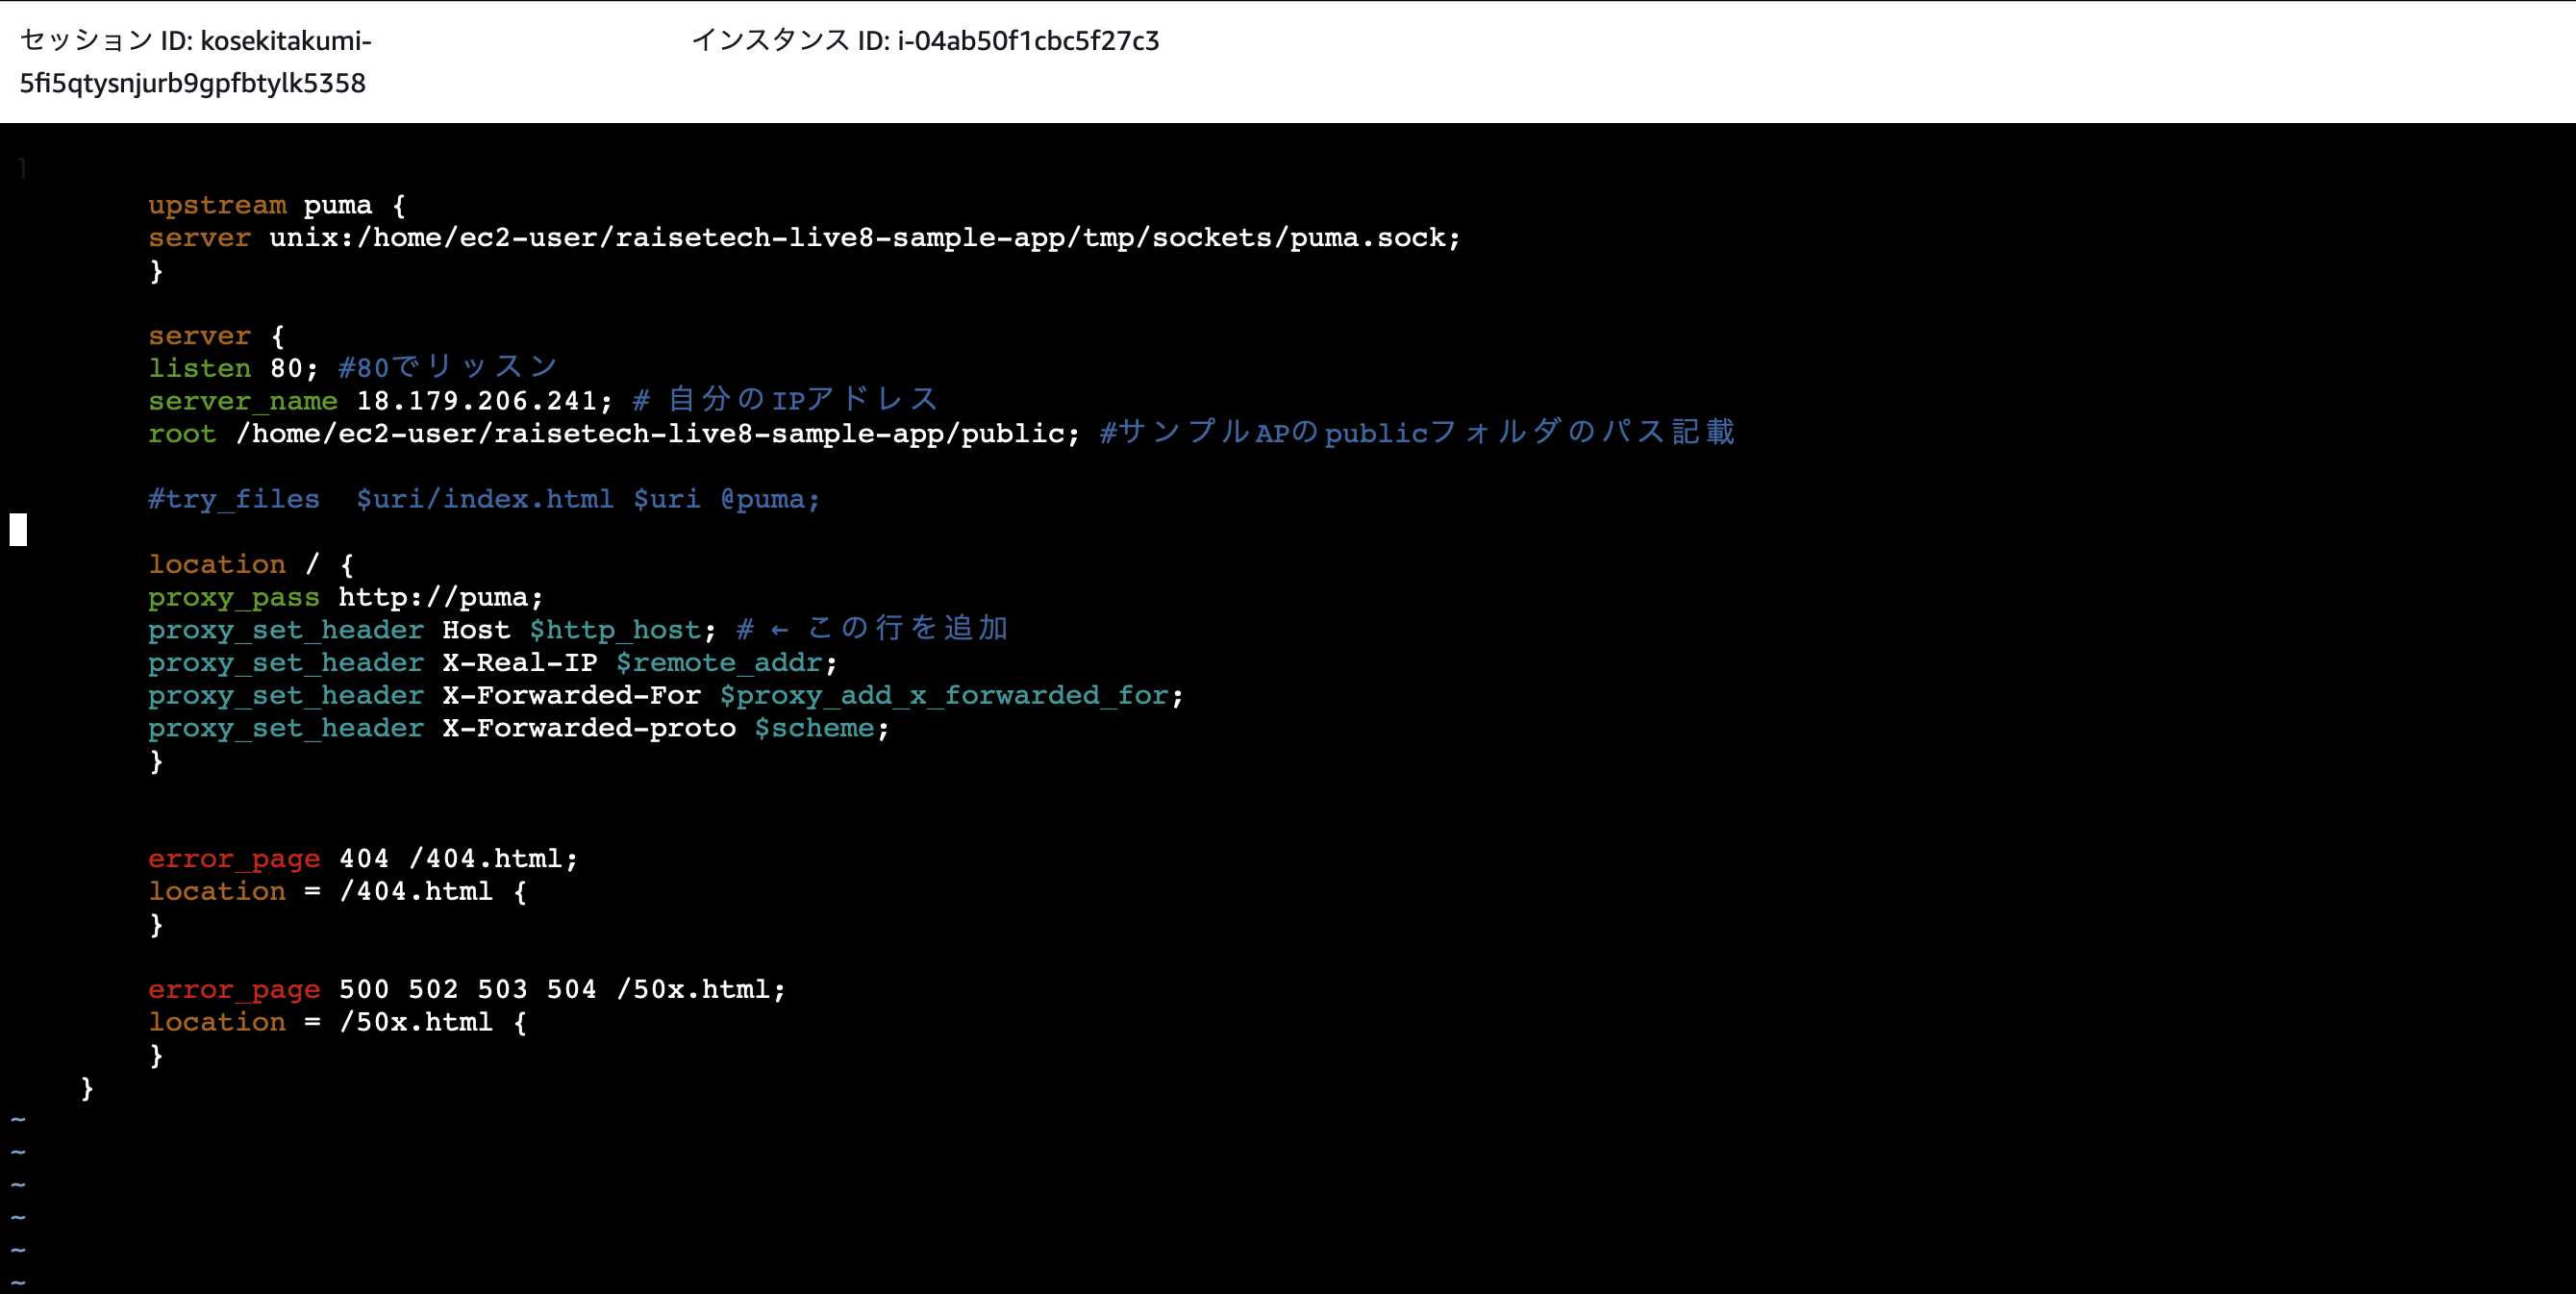 セッション ID: kosekitakumi-
5fi5qtysnjurb9gpfbtylk5358
インスタンス ID: i-04ab50f1cbc5f27c3
1
upstream puma {
server unix:/home/ec2-user/raisetech-live8-sample-app/tmp/sockets/puma.sock;
}
server {
listen 80; #80でリッスン
server_name 18.179.206.241; # 自分のIPアドレス
root /home/ec2-user/raisetech-live8-sample-app/public; #サンプルAPのpublicフォルダのパス記載
#try_files  $uri/index.html $uri @puma;
location / {
proxy_pass http://puma;
proxy_set_header Host $http_host; # ← この行を追加
proxy_set_header X-Real-IP $remote_addr;
proxy_set_header X-Forwarded-For $proxy_add_x_forwarded_for;
proxy_set_header X-Forwarded-proto $scheme;
}
error_page 404 /404.html;
location = /404.html {
}
error_page 500 502 503 504 /50x.html;
location = /50x.html {
}
}
~
~
~
~
~
~